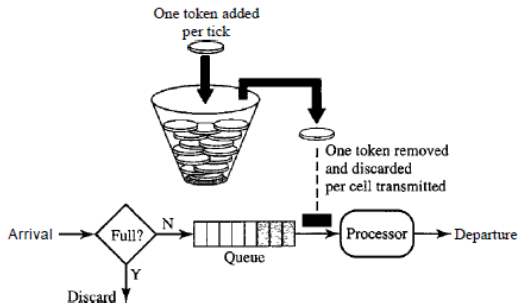 One token added
per tick
One token removed
and discarded
per cell transmitted
Arrival
Full?
N
Queue
Processor
Departure
Y
Discard